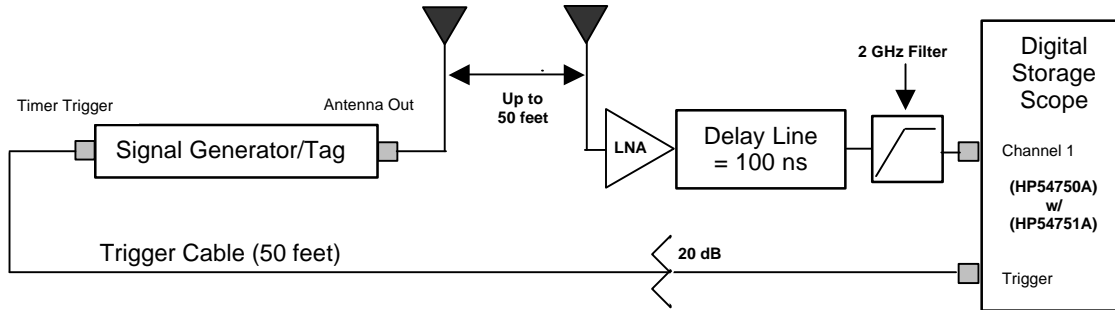 Timer Trigger
Signal Generator/Tag
Antenna Out
Up to
50 feet
LNA
Delay Line
= 100 ns
2 GHz Filter
Digital
Storage
Scope
Channel 1
(HP54750A)
w/
(HP54751A)
Trigger
Trigger Cable (50 feet)
20 dB